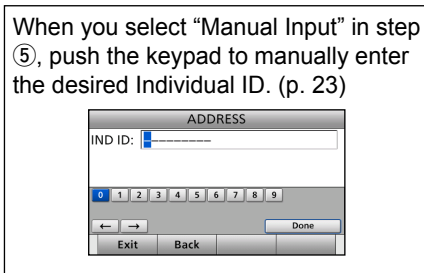 When you select “Manual Input” in step
⑤, push the keypad to manually enter
the desired Individual ID. (p. 23)
ADDRESS
IND ID: ---------
0 1 2 3 4 5 6 7 8 9
← → Done
Exit Back